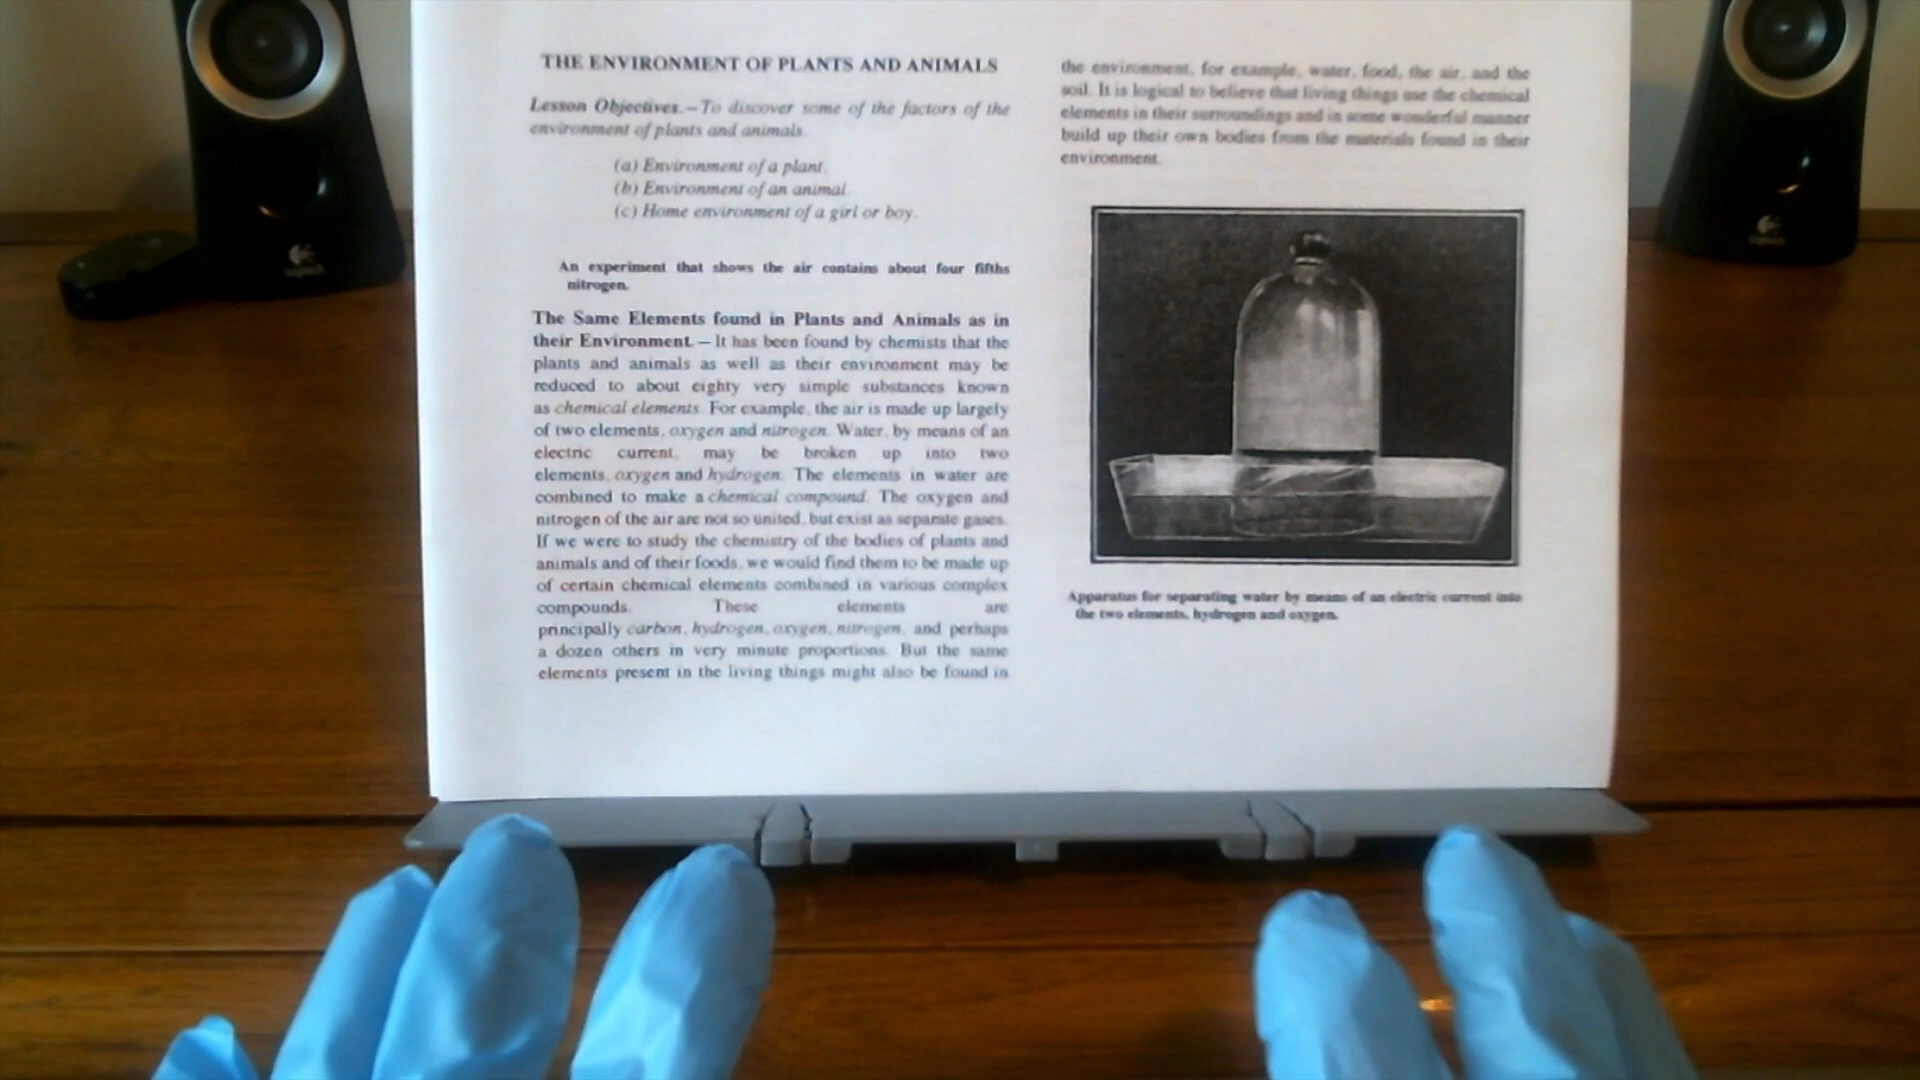 THE ENVIRONMENT OF PLANTS AND ANIMALS
Lesson Objectives.—To discover some of the factors of the
environment of plants and animals.
(a) Environment of a plant.
(b) Environment of an animal.
(c) Home environment of a girl or boy.
An experiment that shows the air contains about four fifths
nitrogen.
The Same Elements found in Plants and Animals as in
their Environment.—It has been found by chemists that the
plants and animals as well as their environment may be
reduced to about eighty very simple substances known
as chemical elements. For example, the air is made up largely
of two elements, oxygen and nitrogen. Water, by means of an
electric current, may be broken up into two
elements, oxygen and hydrogen. The elements in water are
combined to make a chemical compound. The oxygen and
nitrogen of the air are not so united, but exist as separate gases.
If we were to study the chemistry of the bodies of plants and
animals and of their foods, we would find them to be made up
of certain chemical elements combined in various complex
compounds. These elements are
principally carbon, hydrogen, oxygen, nitrogen, and perhaps
a dozen others in very minute proportions. But the same
elements present in the living things might also be found in
the environment, for example, water, food, the air, and the
soil. It is logical to believe that living things use the chemical
elements in their surroundings and in some wonderful manner
build up their own bodies from the materials found in their
environment.
Apparatus for separating water by means of an electric current into
the two elements, hydrogen and oxygen.
Logitech